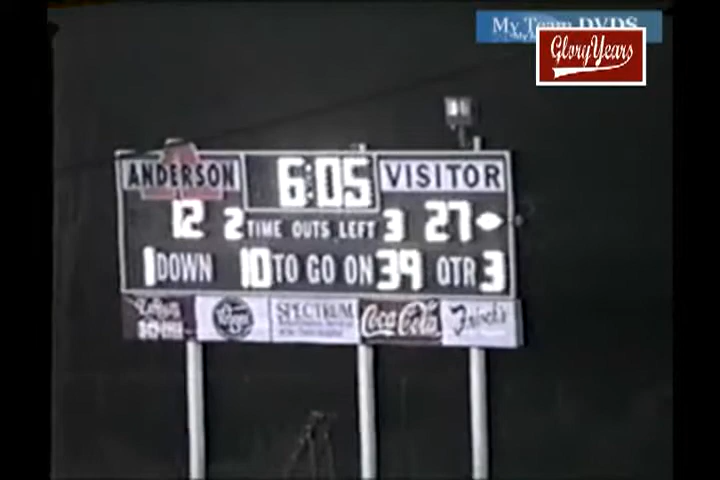 My Team DVDS
GloryYears
ANDERSON 6:05 VISITOR
12 2 TIME OUTS LEFT 3 27
1 DOWN 10 TO GO ON 39 QTR 3
SPECTRUM Coca-Cola Frisch's